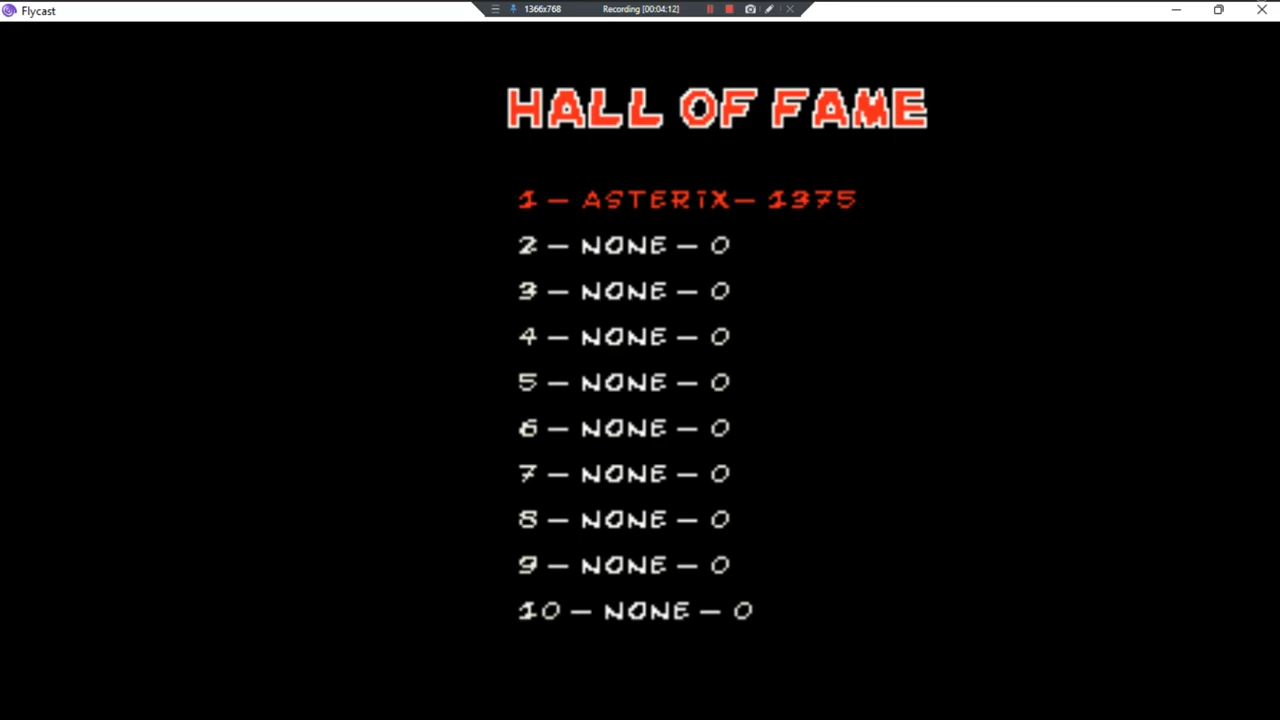 Flycast
1366x768
Recording [00:04:12]
HALL OF FAME
1 – ASTERIX – 1375
2 – NONE – 0
3 – NONE – 0
4 – NONE – 0
5 – NONE – 0
6 – NONE – 0
7 – NONE – 0
8 – NONE – 0
9 – NONE – 0
10 – NONE – 0